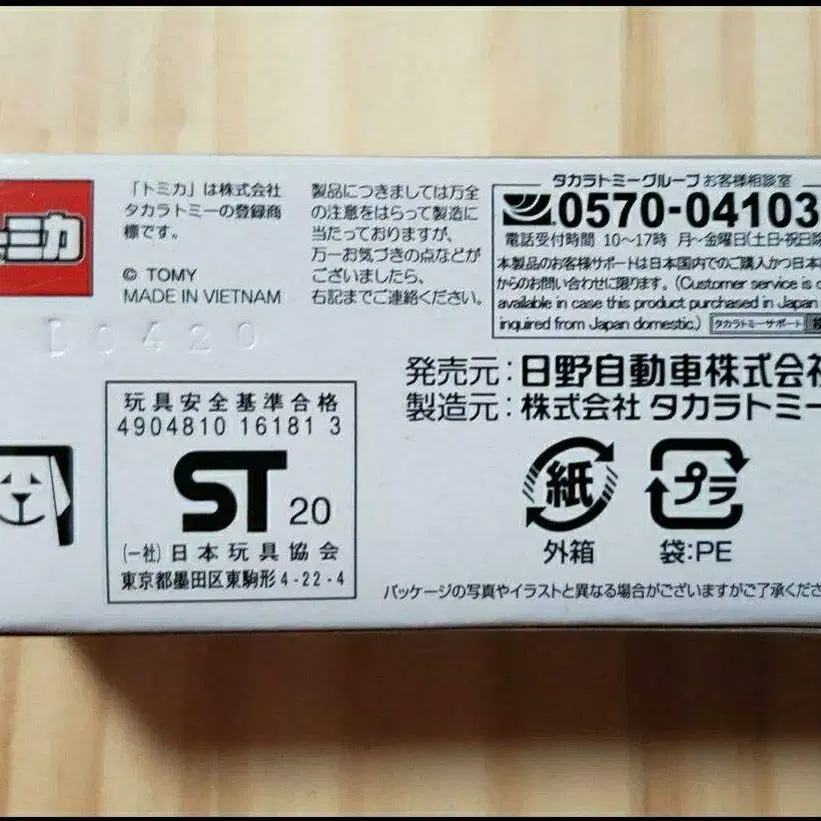 トミカ
「トミカ」は株式会社
タカラトミーの登録商
標です。
© TOMY
MADE IN VIETNAM
D0420
製品につきましては万全
の注意をはらって製造に
当たっておりますが、
万一お気づきの点などが
ございましたら、
右記までご連絡ください。
タカラトミーグループ お客様相談室
0570-04103
電話受付時間 10～17時 月～金曜日(土・日・祝日除
本製品のお客様サポートは日本国内でのご購入かつ日本
からのお問い合わせに限ります。(Customer service is
available in case this product purchased in Japan
inquired from Japan domestic.) タカラトミーサポート
発売元:日野自動車株式会
製造元:株式会社 タカラトミー
玩具安全基準合格
4904810 16181 3
ST 20
(一社)日本玩具協会
東京都墨田区東駒形4-22-4
紙
外箱
プラ
袋:PE
パッケージの写真やイラストと異なる場合がございますがご了承くださ